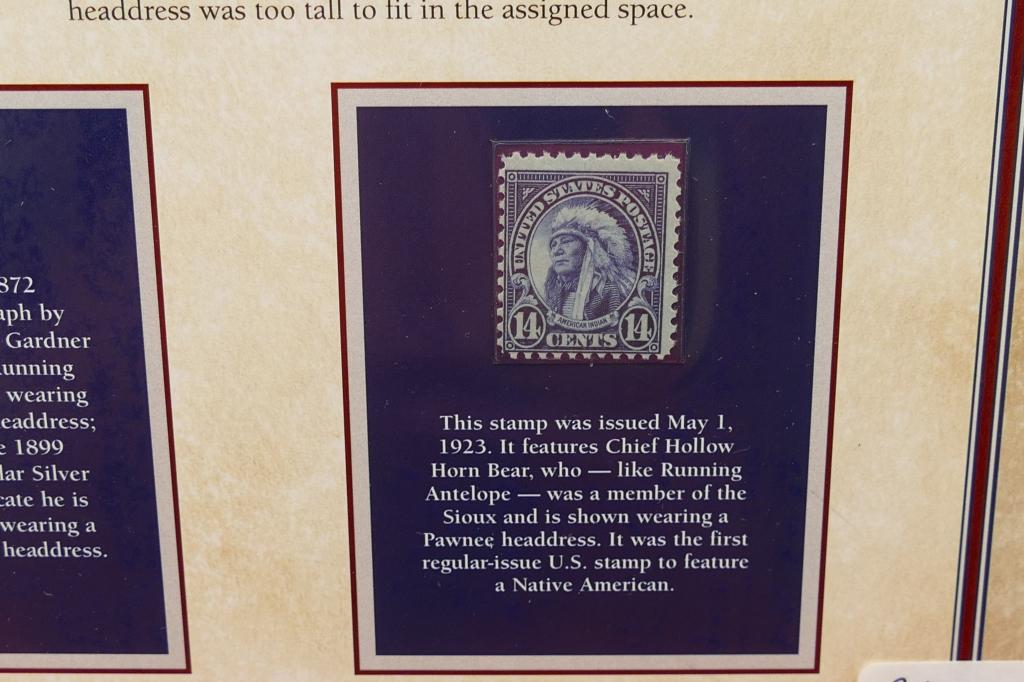 headdress was too tall to fit in the assigned space.
872
aph by
Gardner
unning
wearing
eaddress;
e 1899
lar Silver
cate he is
wearing a
headdress.
UNITED STATES POSTAGE
AMERICAN INDIAN
14 14
CENTS
This stamp was issued May 1,
1923. It features Chief Hollow
Horn Bear, who — like Running
Antelope — was a member of the
Sioux and is shown wearing a
Pawnee headdress. It was the first
regular-issue U.S. stamp to feature
a Native American.